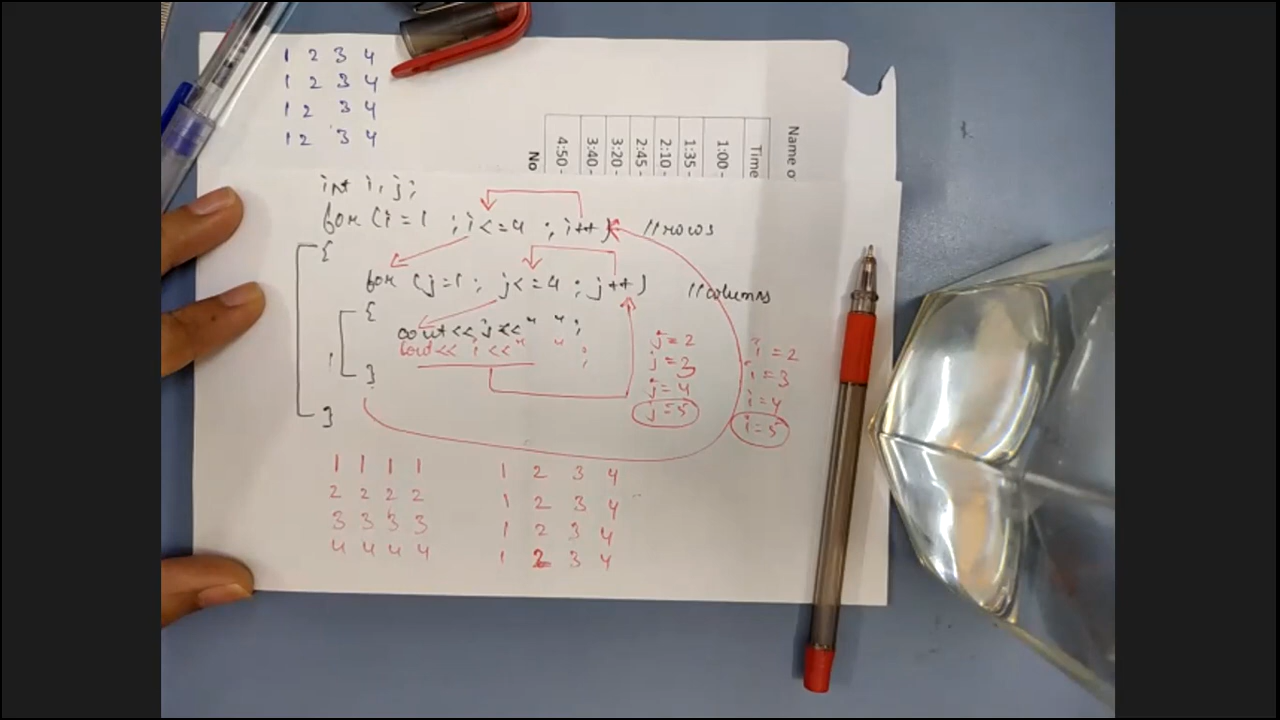 1 2 3 4
1 2 3 4
1 2 3 4
1 2 3 4
Name o
Time
1:00 -
1:35 -
2:10 -
2:45 -
3:20 -
3:40 -
4:50 -
No
int i, j;
for (i = 1 ; i <= 4 ; i++) //rows
{
for (j=1 ; j <= 4 ; j++) //columns
{
cout << j << " " ;
cout << i << " " ;
}
}
j = 2
j = 3
j = 4
j = 5
i = 2
i = 3
i = 4
i = 5
1 1 1 1
2 2 2 2
3 3 3 3
4 4 4 4
1 2 3 4
1 2 3 4
1 2 3 4
1 2 3 4